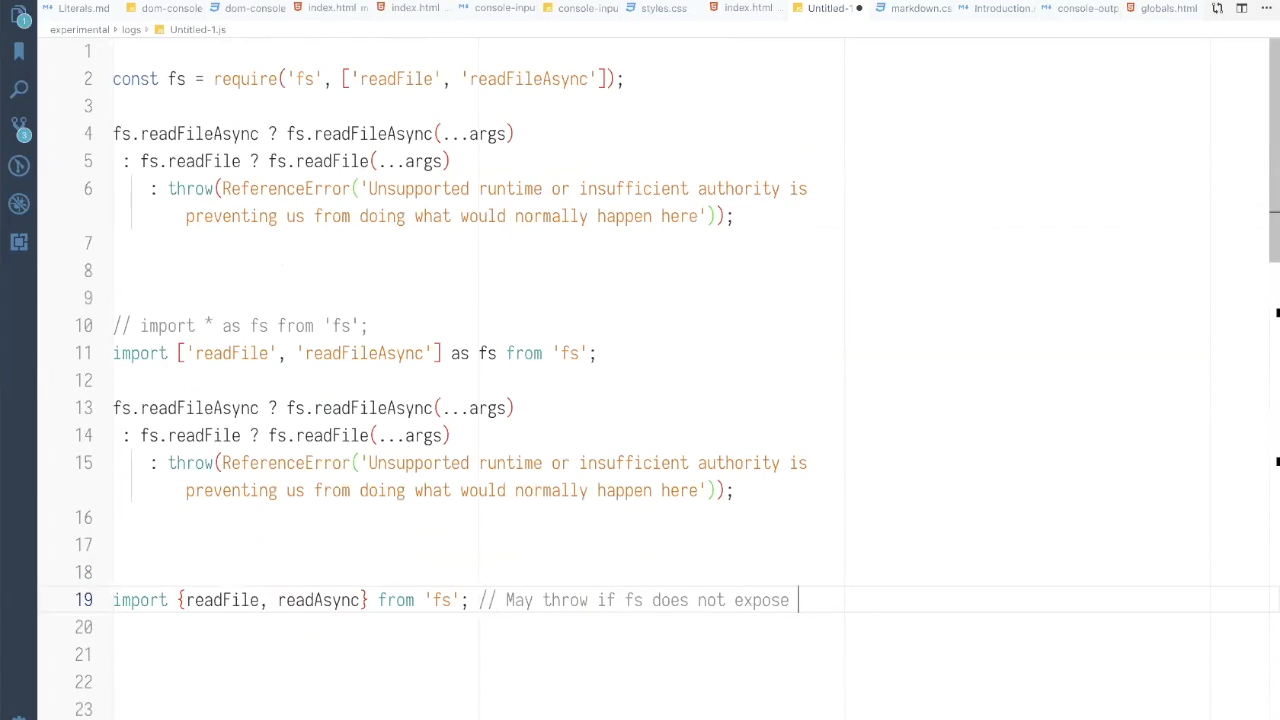 Literals.md dom-console dom-console index.html m index.html ... console-inpu console-inpu styles.css index.html ... Untitled-1 markdown.cs Introduction. console-outp globals.html ...
1
experimental › logs › Untitled-1.js
3
1
2 const fs = require('fs', ['readFile', 'readFileAsync']);
3
4 fs.readFileAsync ? fs.readFileAsync(...args)
5 : fs.readFile ? fs.readFile(...args)
6 : throw(ReferenceError('Unsupported runtime or insufficient authority is
preventing us from doing what would normally happen here'));
7
8
9
10 // import * as fs from 'fs';
11 import ['readFile', 'readFileAsync'] as fs from 'fs';
12
13 fs.readFileAsync ? fs.readFileAsync(...args)
14 : fs.readFile ? fs.readFile(...args)
15 : throw(ReferenceError('Unsupported runtime or insufficient authority is
preventing us from doing what would normally happen here'));
16
17
18
19 import {readFile, readAsync} from 'fs'; // May throw if fs does not expose
20
21
22
23